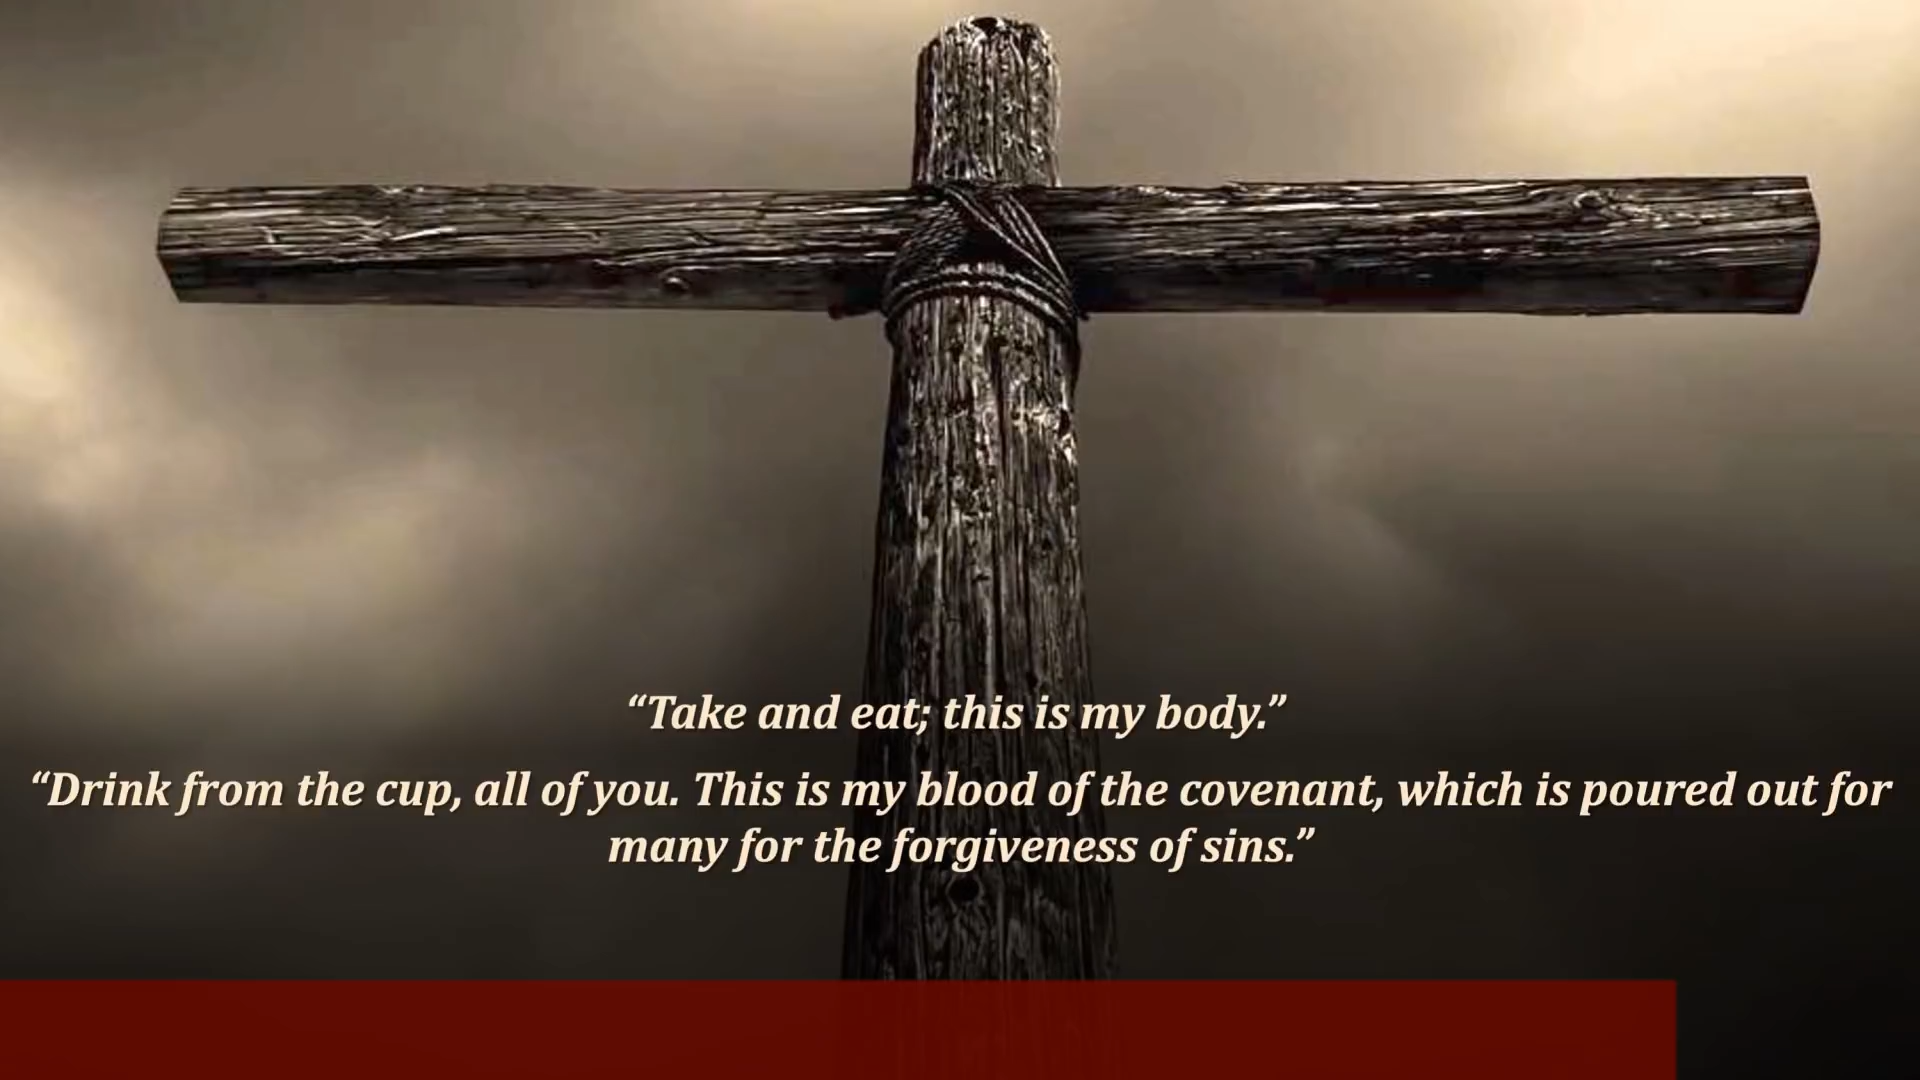 “Take and eat; this is my body.”
“Drink from the cup, all of you. This is my blood of the covenant, which is poured out for
many for the forgiveness of sins.”